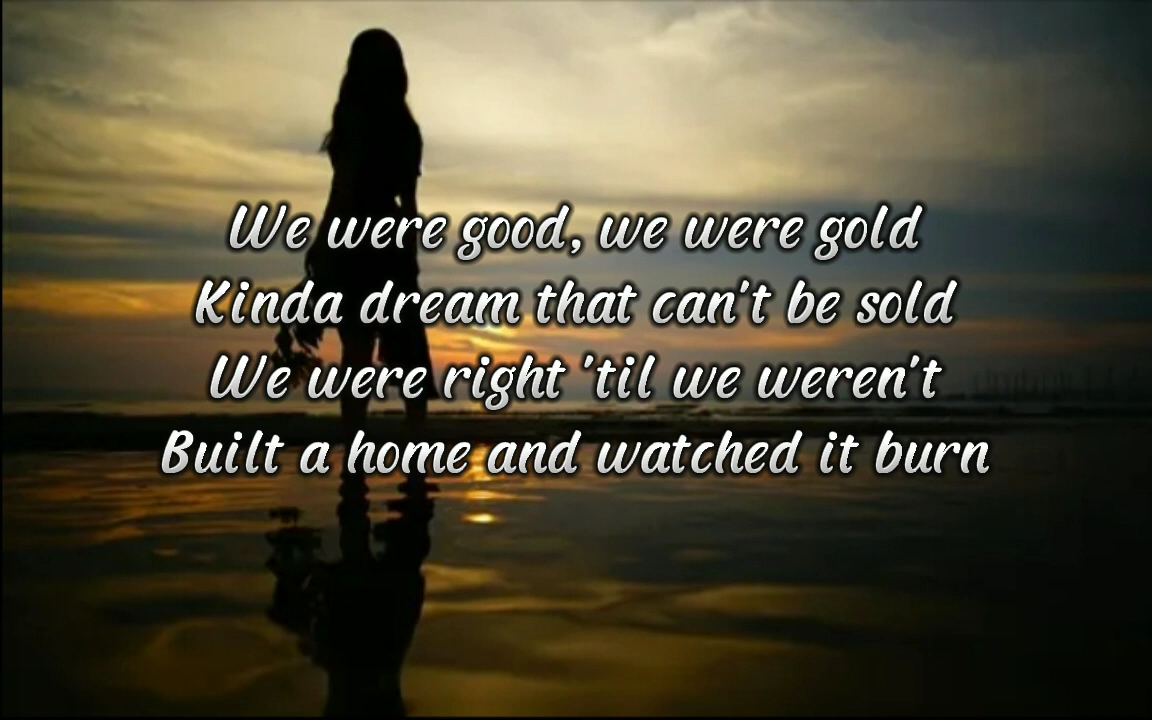 We were good, we were gold
Kinda dream that can't be sold
We were right 'til we weren't
Built a home and watched it burn